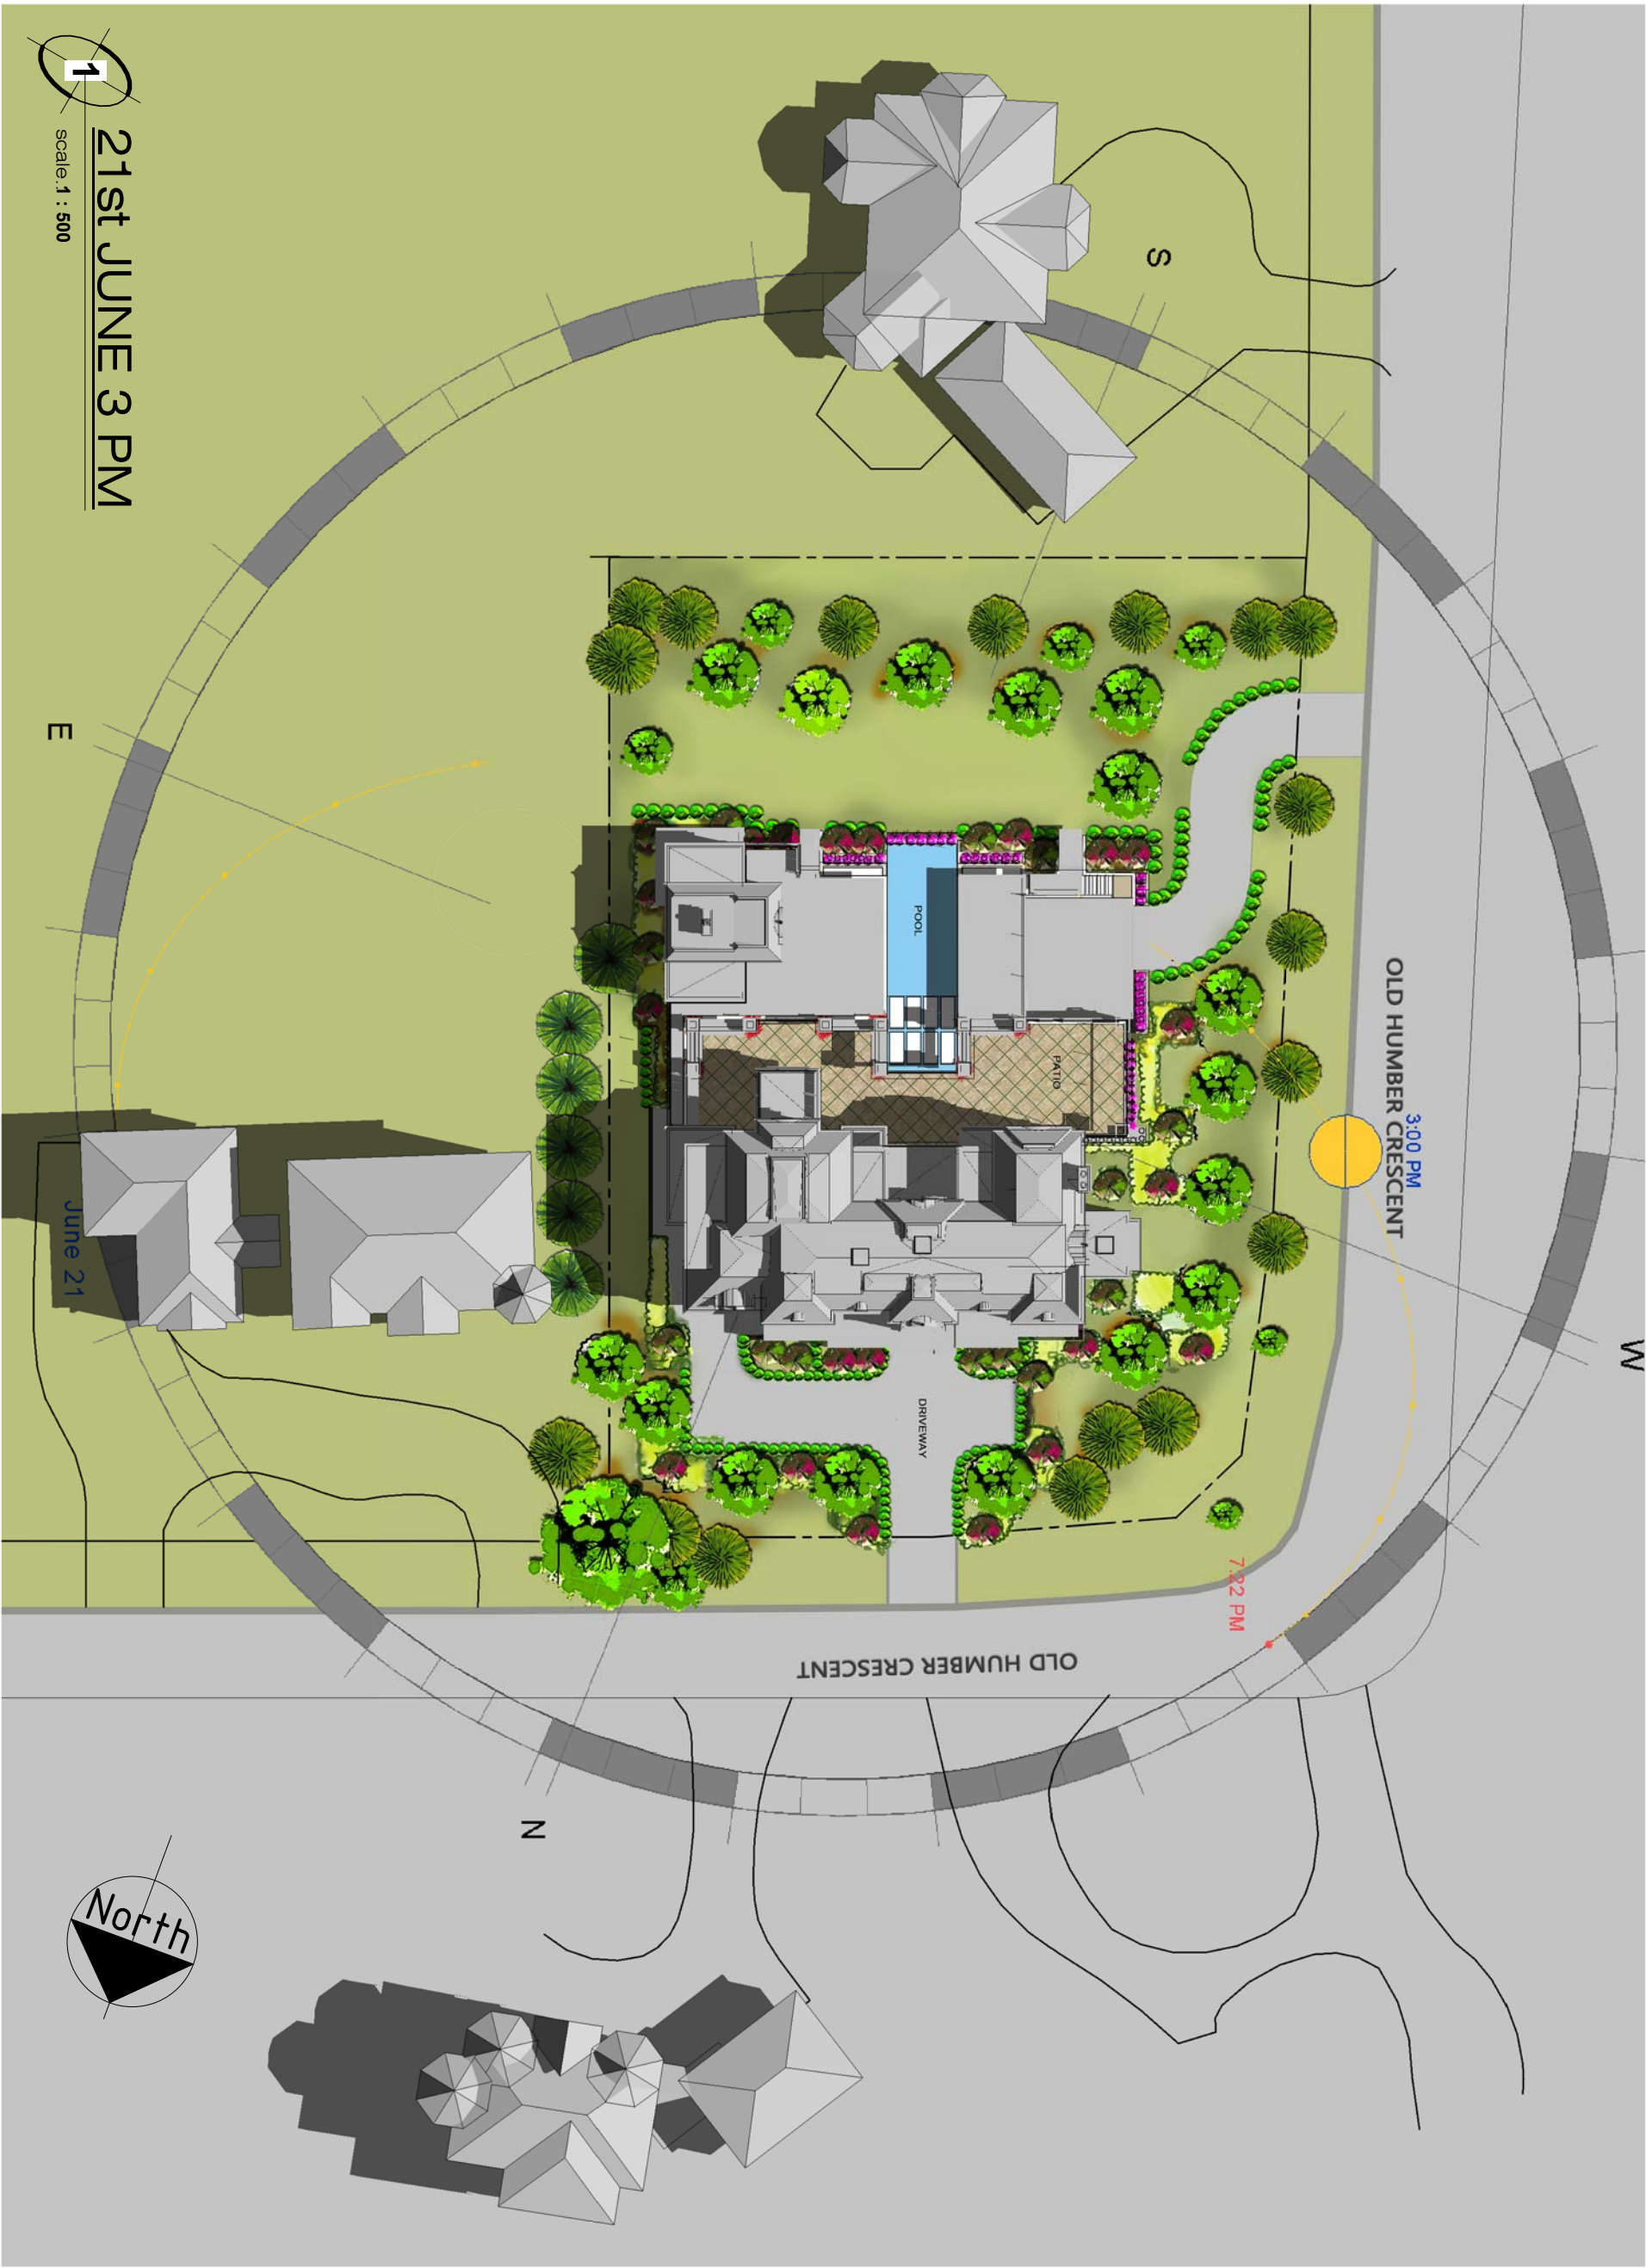 1
21st JUNE 3 PM
scale.1 : 500
S
E
POOL
PATIO
OLD HUMBER CRESCENT
3:00 PM
W
June 21
DRIVEWAY
7:22 PM
OLD HUMBER CRESCENT
N
North